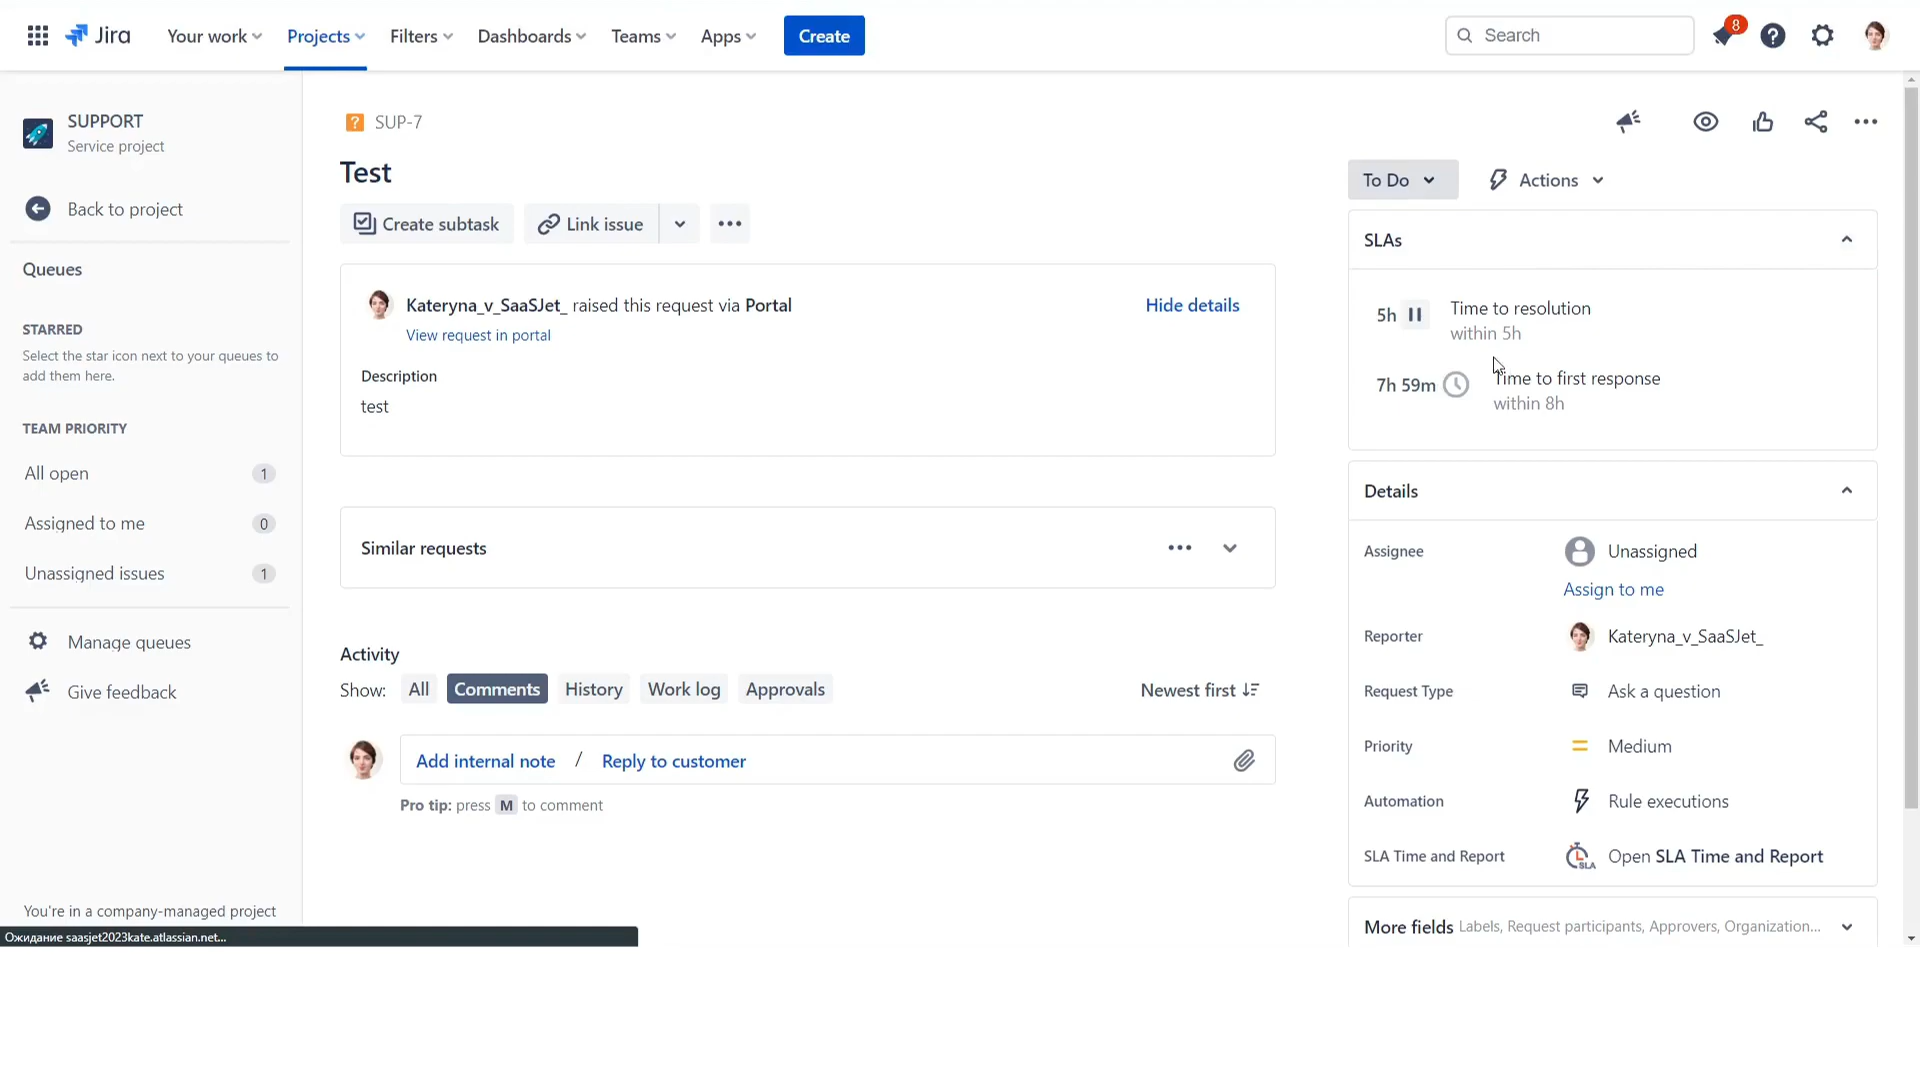 Jira
Your work
Projects
Filters
Dashboards
Teams
Apps
Create
Search
8
SUPPORT
Service project
Back to project
Queues
STARRED
Select the star icon next to your queues to
add them here.
TEAM PRIORITY
All open 1
Assigned to me 0
Unassigned issues 1
Manage queues
Give feedback
You're in a company-managed project
Ожидание saasjet2023kate.atlassian.net...
? SUP-7
Test
Create subtask
Link issue
Kateryna_v_SaaSJet_ raised this request via Portal
Hide details
View request in portal
Description
test
Similar requests
Activity
Show: All Comments History Work log Approvals
Newest first
Add internal note / Reply to customer
Pro tip: press M to comment
To Do
Actions
SLAs
5h
Time to resolution
within 5h
7h 59m
Time to first response
within 8h
Details
Assignee
Unassigned
Assign to me
Reporter
Kateryna_v_SaaSJet_
Request Type
Ask a question
Priority
Medium
Automation
Rule executions
SLA Time and Report
SLA
Open SLA Time and Report
More fields Labels, Request participants, Approvers, Organization...